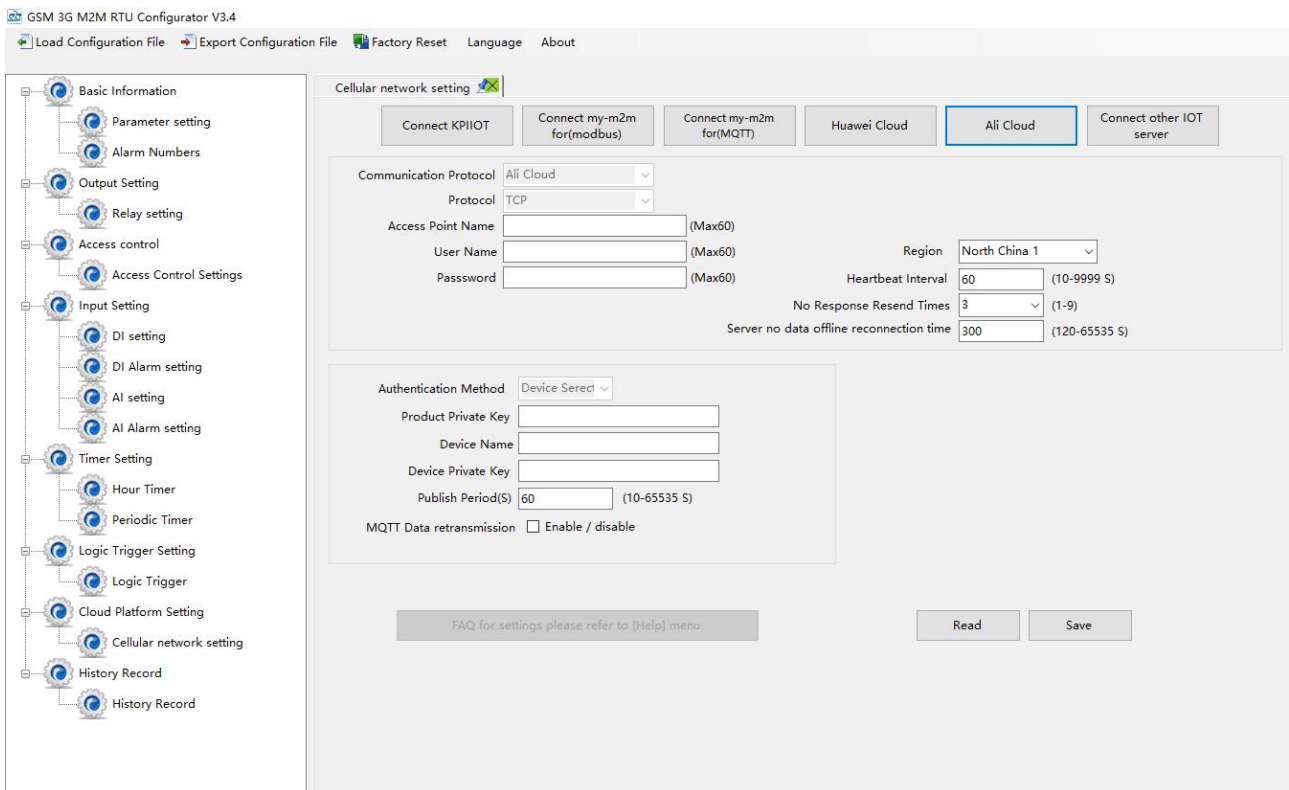 GSM 3G M2M RTU Configurator V3.4
Load Configuration File Export Configuration File Factory Reset Language About
Basic Information
Parameter setting
Alarm Numbers
Output Setting
Relay setting
Access control
Access Control Settings
Input Setting
DI setting
DI Alarm setting
AI setting
AI Alarm setting
Timer Setting
Hour Timer
Periodic Timer
Logic Trigger Setting
Logic Trigger
Cloud Platform Setting
Cellular network setting
History Record
History Record
Cellular network setting
Connect KPIIOT
Connect my-m2m
for(modbus)
Connect my-m2m
for(MQTT)
Huawei Cloud
Ali Cloud
Connect other IOT
server
Communication Protocol Ali Cloud
Protocol TCP
Access Point Name (Max60)
User Name (Max60)
Passsword (Max60)
Region North China 1
Heartbeat Interval 60 (10-9999 S)
No Response Resend Times 3 (1-9)
Server no data offline reconnection time 300 (120-65535 S)
Authentication Method Device Serect
Product Private Key
Device Name
Device Private Key
Publish Period(S) 60 (10-65535 S)
MQTT Data retransmission Enable / disable
FAQ for settings please refer to [Help] menu
Read
Save